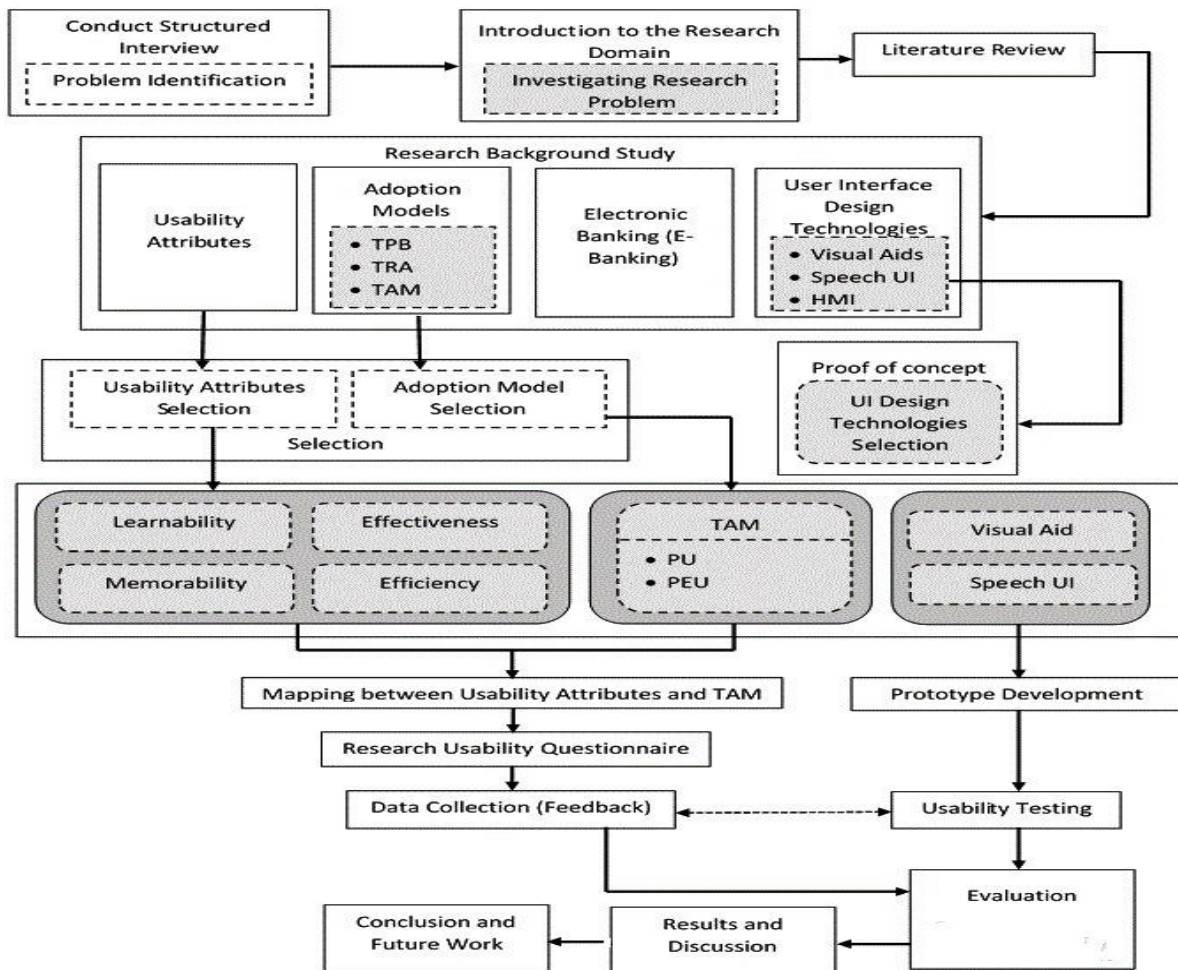 Conduct Structured
Interview
Problem Identification
Introduction to the Research
Domain
Investigating Research
Problem
Literature Review
Research Background Study
Usability
Attributes
Adoption
Models
• TPB
• TRA
• TAM
Electronic
Banking (E-
Banking)
User Interface
Design
Technologies
• Visual Aids
• Speech UI
• HMI
Usability Attributes
Selection
Adoption Model
Selection
Selection
Proof of concept
UI Design
Technologies
Selection
Learnability
Effectiveness
Memorability
Efficiency
TAM
• PU
• PEU
Visual Aid
Speech UI
Mapping between Usability Attributes and TAM
Prototype Development
Research Usability Questionnaire
Data Collection (Feedback)
Usability Testing
Evaluation
Results and
Discussion
Conclusion and
Future Work